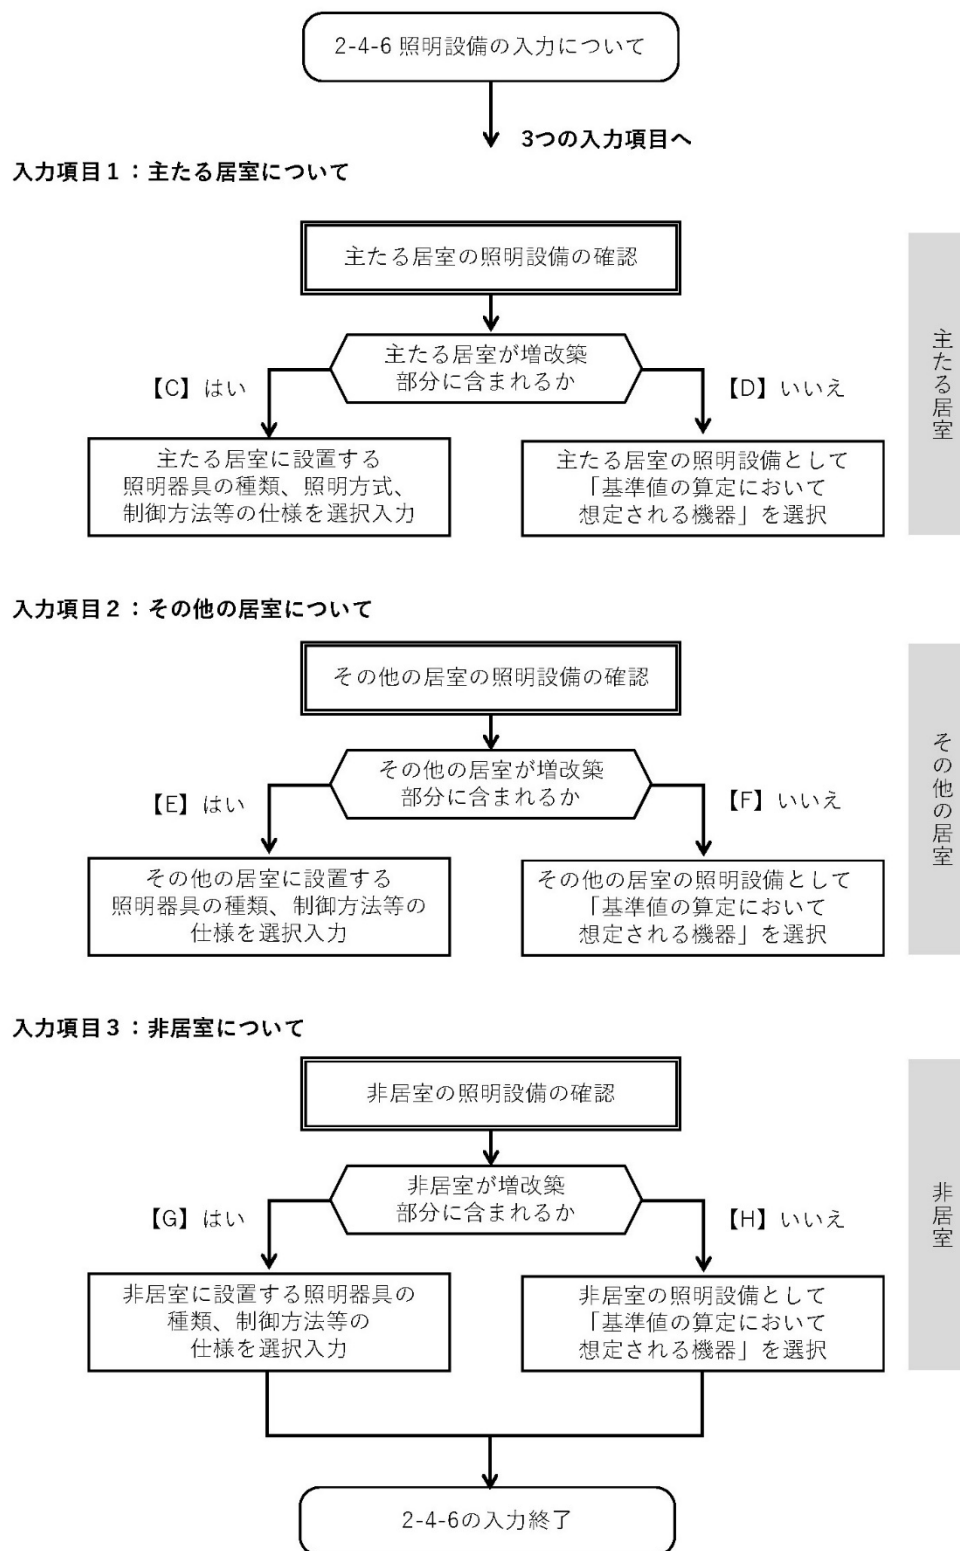 2-4-6 照明設備の入力について
3つの入力項目へ
入力項目1：主たる居室について
主たる居室の照明設備の確認
主たる居室が増改築
部分に含まれるか
【C】はい
【D】いいえ
主たる居室に設置する
照明器具の種類、照明方式、
制御方法等の仕様を選択入力
主たる居室の照明設備として
「基準値の算定において
想定される機器」を選択
主たる居室
入力項目2：その他の居室について
その他の居室の照明設備の確認
その他の居室が増改築
部分に含まれるか
【E】はい
【F】いいえ
その他の居室に設置する
照明器具の種類、制御方法等の
仕様を選択入力
その他の居室の照明設備として
「基準値の算定において
想定される機器」を選択
その他の居室
入力項目3：非居室について
非居室の照明設備の確認
非居室が増改築
部分に含まれるか
【G】はい
【H】いいえ
非居室に設置する照明器具の
種類、制御方法等の
仕様を選択入力
非居室の照明設備として
「基準値の算定において
想定される機器」を選択
非居室
2-4-6の入力終了